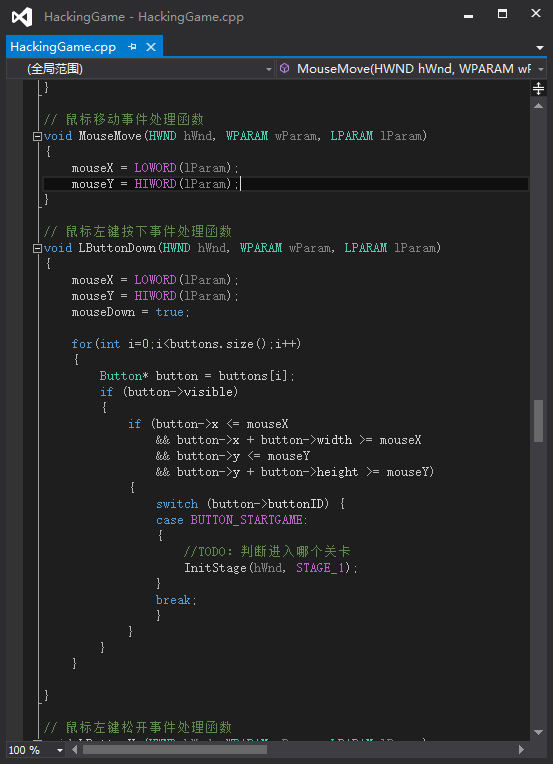 HackingGame - HackingGame.cpp
HackingGame.cpp
(全局范围)
MouseMove(HWND hWnd, WPARAM wP
}
// 鼠标移动事件处理函数
void MouseMove(HWND hWnd, WPARAM wParam, LPARAM lParam)
{
mouseX = LOWORD(lParam);
mouseY = HIWORD(lParam);
}
// 鼠标左键按下事件处理函数
void LButtonDown(HWND hWnd, WPARAM wParam, LPARAM lParam)
{
mouseX = LOWORD(lParam);
mouseY = HIWORD(lParam);
mouseDown = true;
for(int i=0;i<buttons.size();i++)
{
Button* button = buttons[i];
if (button->visible)
{
if (button->x <= mouseX
&& button->x + button->width >= mouseX
&& button->y <= mouseY
&& button->y + button->height >= mouseY)
{
switch (button->buttonID) {
case BUTTON_STARTGAME:
{
//TODO: 判断进入哪个关卡
InitStage(hWnd, STAGE_1);
}
break;
}
}
}
}
}
// 鼠标左键松开事件处理函数
100 %